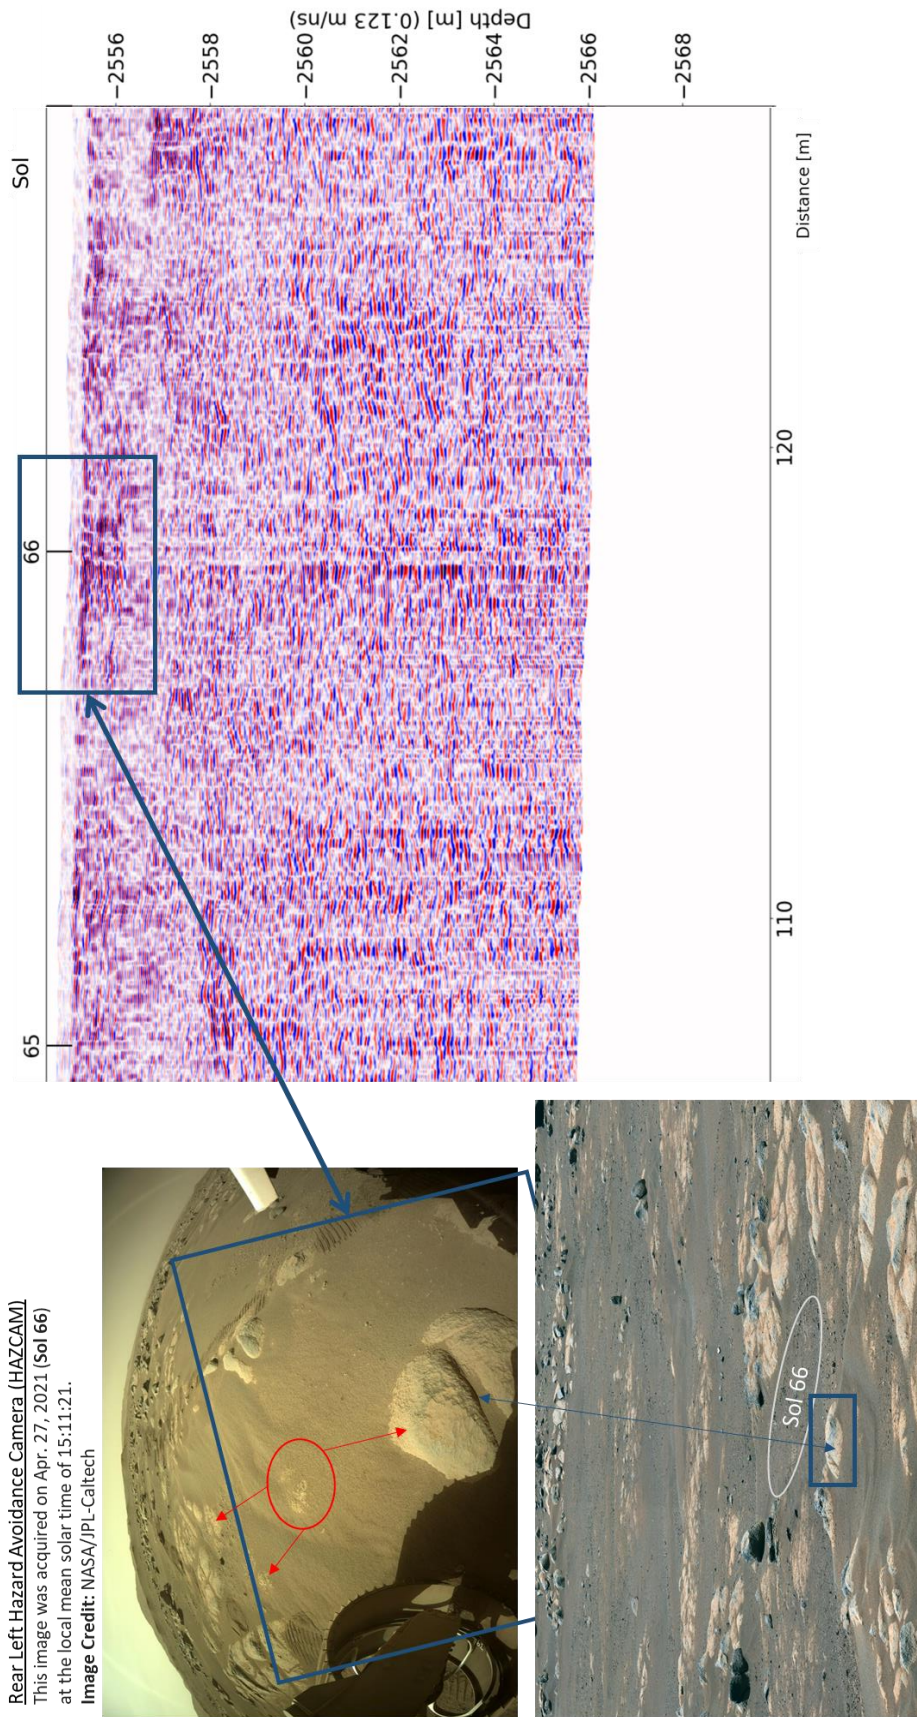 Rear Left Hazard Avoidance Camera (HAZCAM)
This image was acquired on Apr. 27, 2021 (Sol 66)
at the local mean solar time of 15:11:21.
Image Credit: NASA/JPL-Caltech
Sol 66
65
66
Sol
110
120
Distance [m]
Depth [m] (0.123 m/ns)
−2556
−2558
−2560
−2562
−2564
−2566
−2568